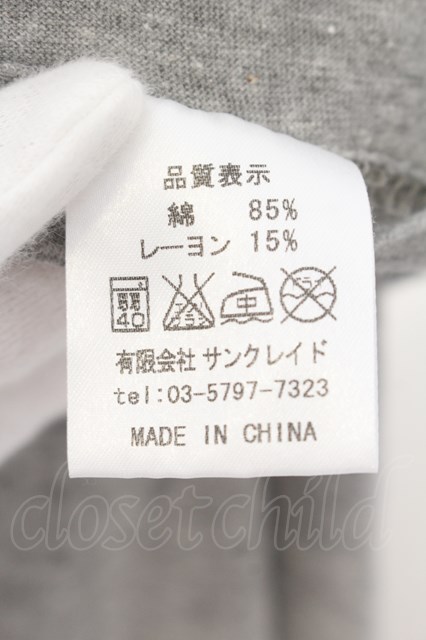 品質表示
綿 85%
レーヨン 15%
弱
40
中
有限会社 サンクレイド
tel:03-5797-7323
MADE IN CHINA
closet child